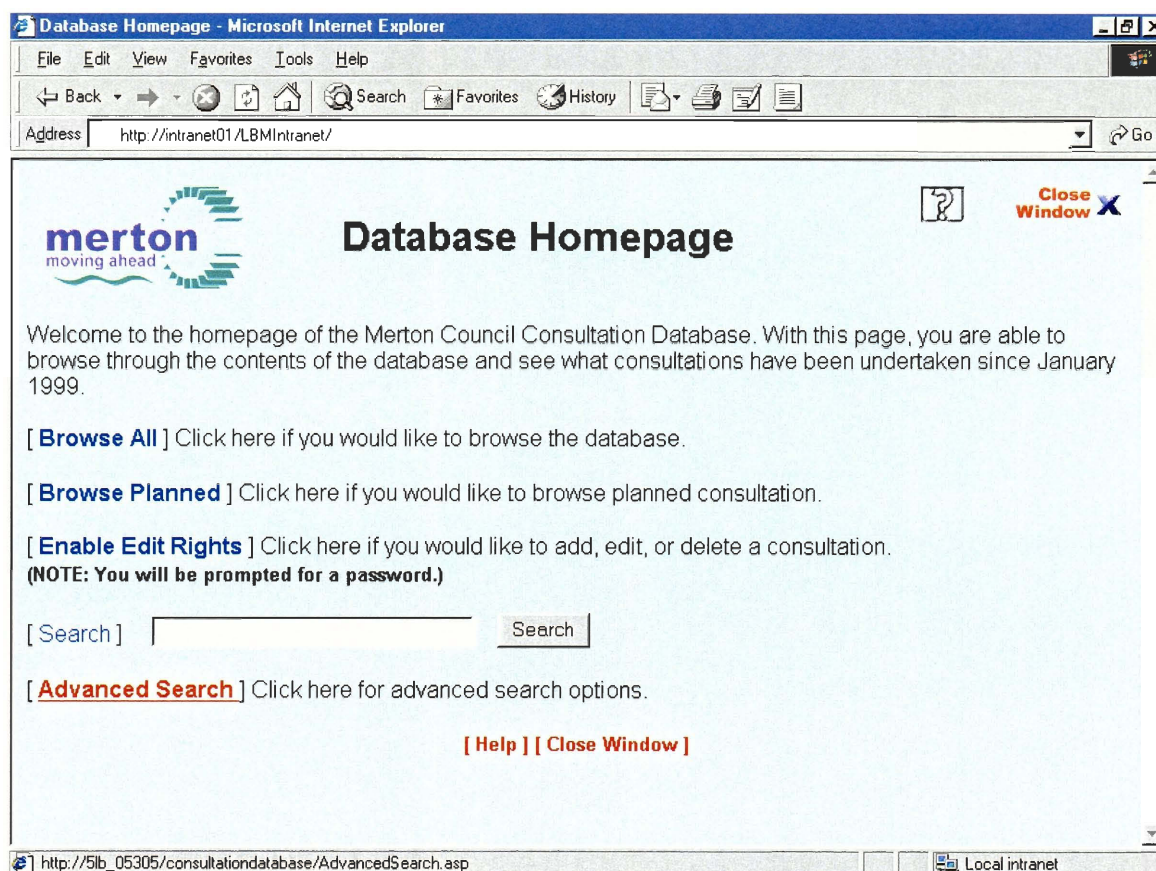 Database Homepage - Microsoft Internet Explorer
File Edit View Favorites Tools Help
Back Search Favorites History
Address http://intranet01/LBMIntranet/ Go
merton
moving ahead
Database Homepage
?
Close
Window X
Welcome to the homepage of the Merton Council Consultation Database. With this page, you are able to
browse through the contents of the database and see what consultations have been undertaken since January
1999.
[ Browse All ] Click here if you would like to browse the database.
[ Browse Planned ] Click here if you would like to browse planned consultation.
[ Enable Edit Rights ] Click here if you would like to add, edit, or delete a consultation.
(NOTE: You will be prompted for a password.)
[ Search ] Search
[ Advanced Search ] Click here for advanced search options.
[ Help ] [ Close Window ]
http://5lb_05305/consultationdatabase/AdvancedSearch.asp Local intranet